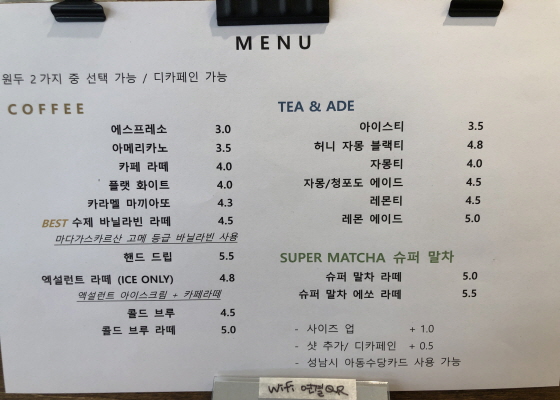 MENU
원두 2가지 중 선택 가능 / 디카페인 가능
COFFEE
에스프레소 3.0
아메리카노 3.5
카페 라떼 4.0
플랫 화이트 4.0
카라멜 마끼아또 4.3
BEST 수제 바닐라빈 라떼 4.5
마다가스카르산 고메 등급 바닐라빈 사용
핸드 드립 5.5
엑설런트 라떼 (ICE ONLY) 4.8
엑설런트 아이스크림 + 카페라떼
콜드 브루 4.5
콜드 브루 라떼 5.0
TEA & ADE
아이스티 3.5
허니 자몽 블랙티 4.8
자몽티 4.0
자몽/청포도 에이드 4.5
레몬티 4.5
레몬 에이드 5.0
SUPER MATCHA 슈퍼 말차
슈퍼 말차 라떼 5.0
슈퍼 말차 에쏘 라떼 5.5
- 사이즈 업 + 1.0
- 샷 추가/ 디카페인 + 0.5
- 성남시 아동수당카드 사용 가능
WiFi 연결QR